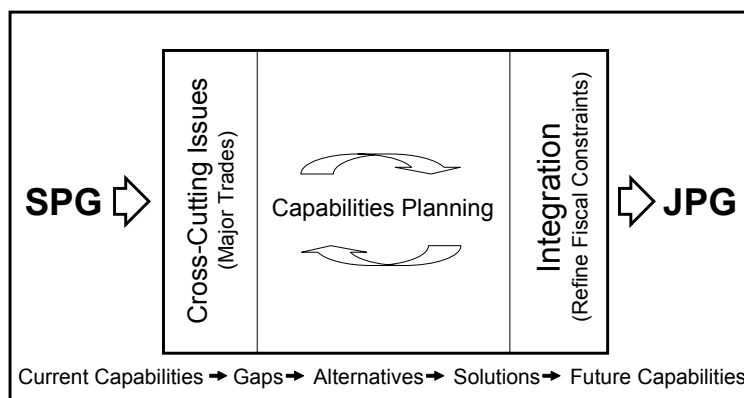 SPG
Cross-Cutting Issues
(Major Trades)
Capabilities Planning
Integration
(Refine Fiscal Constraints)
JPG
Current Capabilities → Gaps → Alternatives → Solutions → Future Capabilities